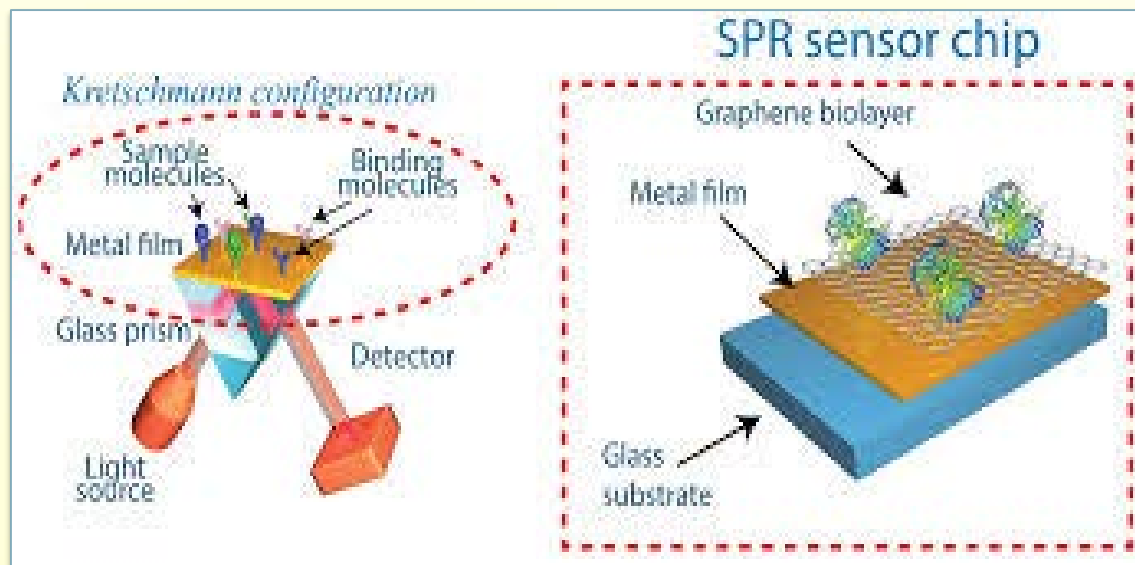 SPR sensor chip
Kretschmann configuration
Sample
molecules
Binding
molecules
Metal film
Glass prism
Detector
Light
source
Graphene biolayer
Metal film
Glass
substrate